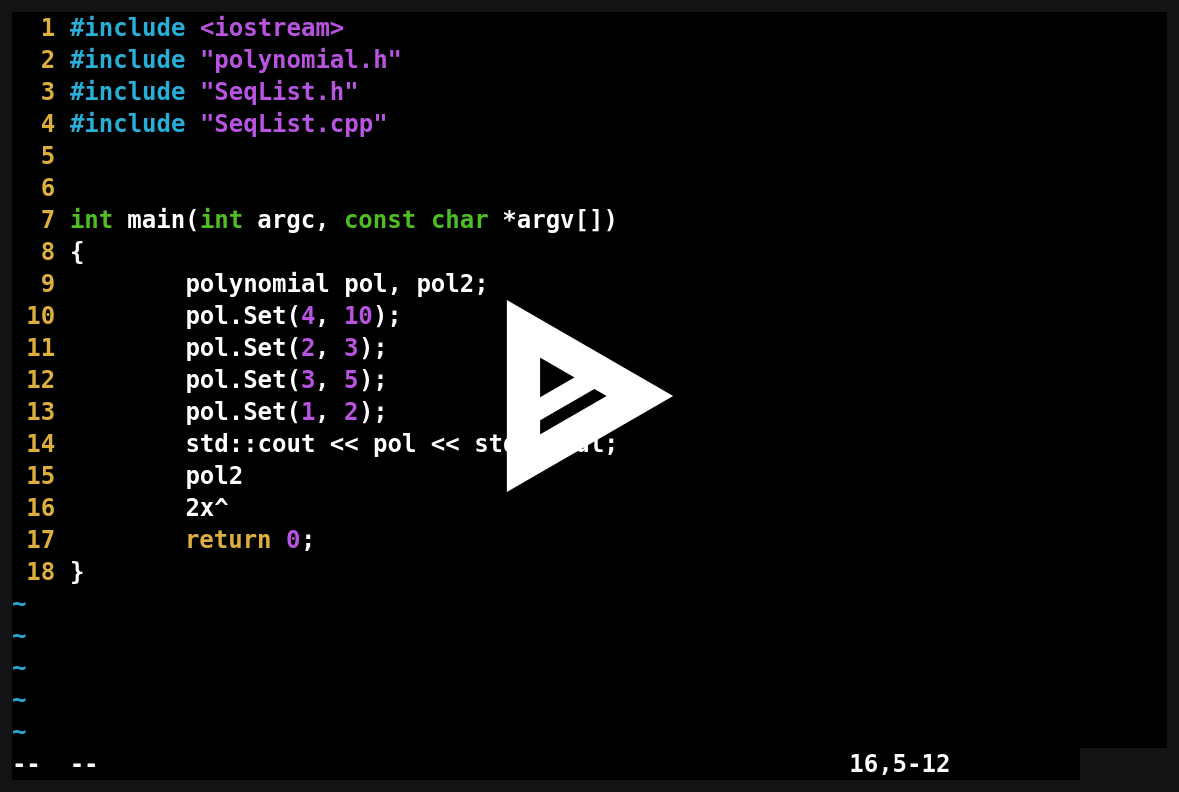 1 #include <iostream>
2 #include "polynomial.h"
3 #include "SeqList.h"
4 #include "SeqList.cpp"
5
6
7 int main(int argc, const char *argv[])
8 {
9         polynomial pol, pol2;
10         pol.Set(4, 10);
11         pol.Set(2, 3);
12         pol.Set(3, 5);
13         pol.Set(1, 2);
14         std::cout << pol << 
15         pol2
16         2x^
17         return 0;
18 }
~
~
~
~
~
--  --                                                    16,5-12